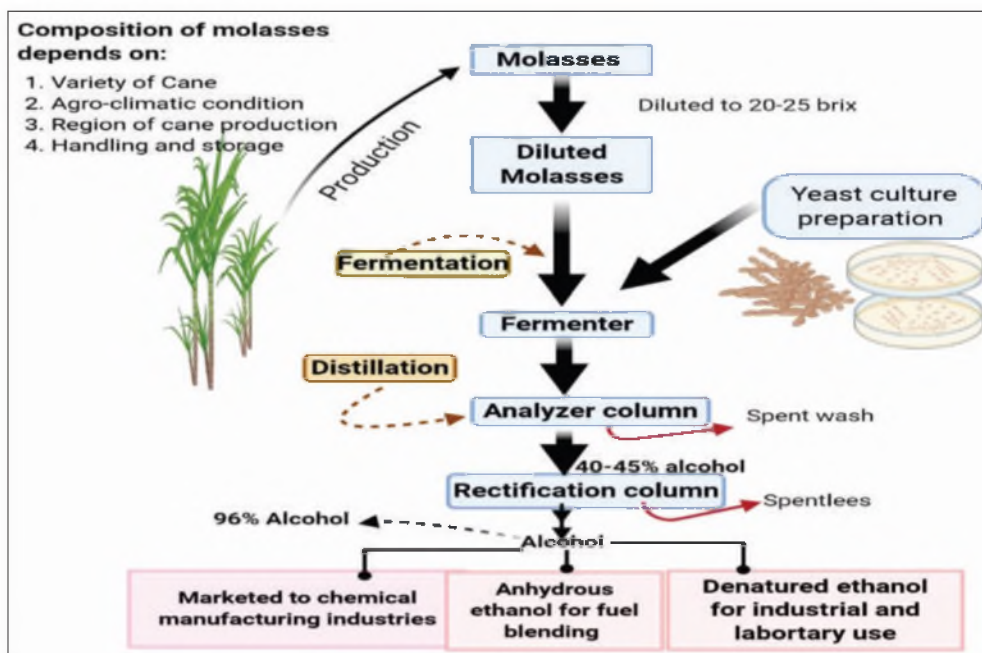 Composition of molasses
depends on:
1. Variety of Cane
2. Agro-climatic condition
3. Region of cane production
4. Handling and storage
Production
Molasses
Diluted to 20-25 brix
Diluted
Molasses
Yeast culture
preparation
Fermentation
Fermenter
Distillation
Analyzer column
Spent wash
40-45% alcohol
Rectification column
Spentlees
96% Alcohol
Alcohol
Marketed to chemical
manufacturing industries
Anhydrous
ethanol for fuel
blending
Denatured ethanol
for industrial and
labortary use